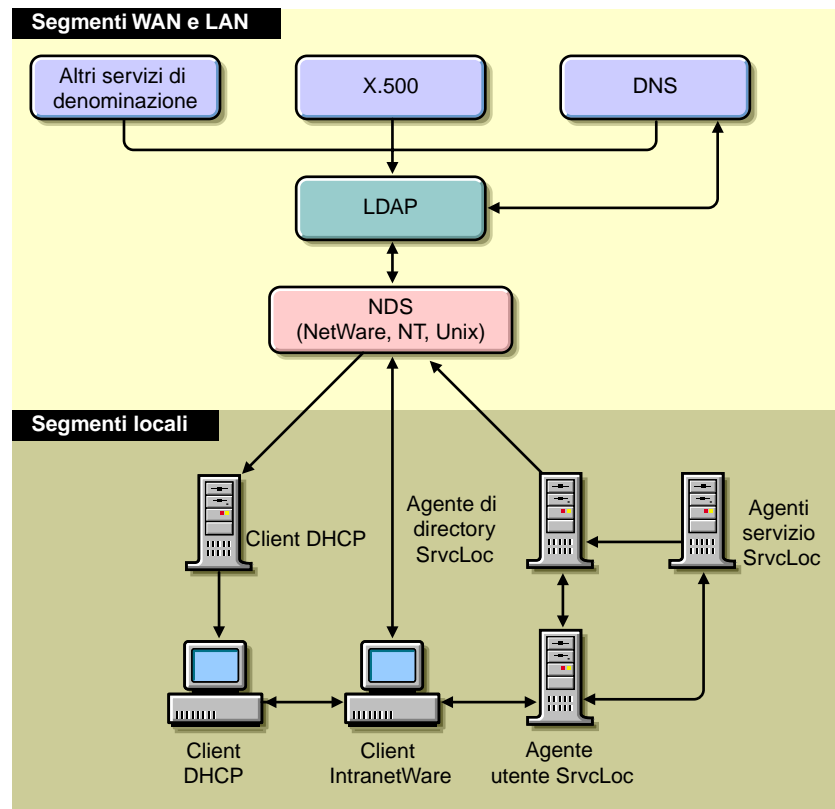 Segmenti WAN e LAN
Altri servizi di
denominazione
X.500
DNS
LDAP
NDS
(NetWare, NT, Unix)
Segmenti locali
Client DHCP
Agente di
directory
SrvcLoc
Agenti
servizio
SrvcLoc
Client
DHCP
Client
IntranetWare
Agente
utente SrvcLoc